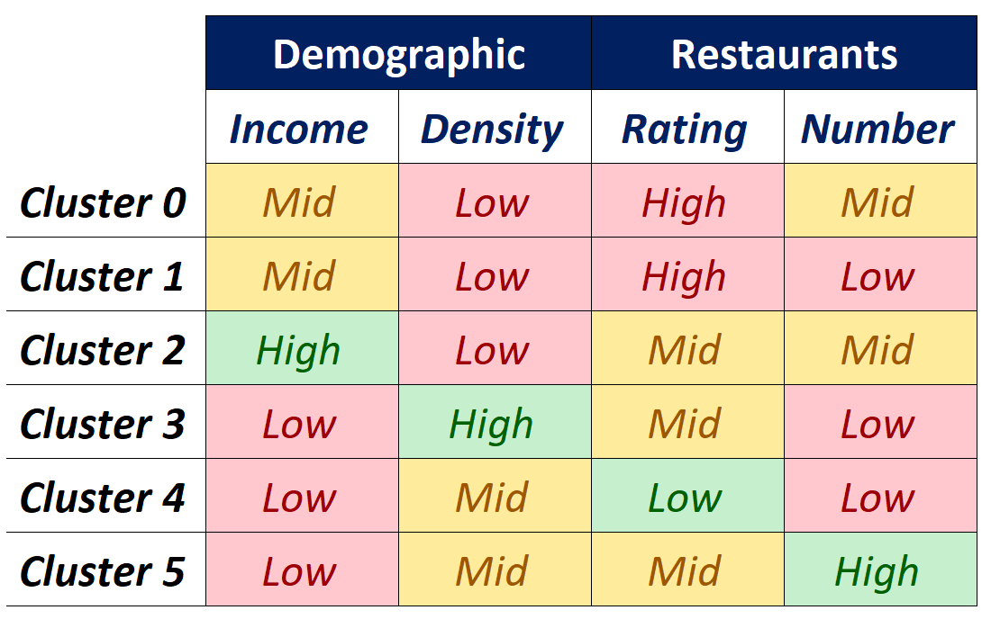 Demographic Restaurants
Income Density Rating Number
Cluster 0 Mid Low High Mid
Cluster 1 Mid Low High Low
Cluster 2 High Low Mid Mid
Cluster 3 Low High Mid Low
Cluster 4 Low Mid Low Low
Cluster 5 Low Mid Mid High